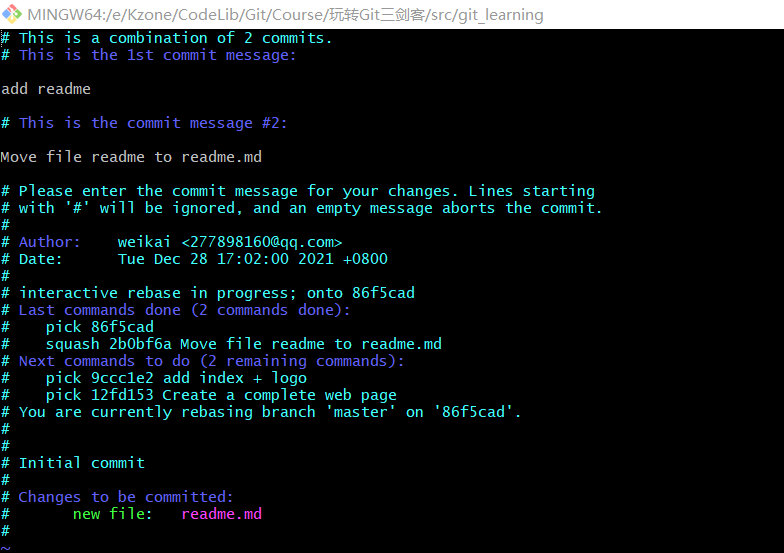 MINGW64:/e/Kzone/CodeLib/Git/Course/玩转Git三剑客/src/git_learning
# This is a combination of 2 commits.
# This is the 1st commit message:
add readme
# This is the commit message #2:
Move file readme to readme.md
# Please enter the commit message for your changes. Lines starting
# with '#' will be ignored, and an empty message aborts the commit.
#
# Author:    weikai <277898160@qq.com>
# Date:      Tue Dec 28 17:02:00 2021 +0800
#
# interactive rebase in progress; onto 86f5cad
# Last commands done (2 commands done):
#    pick 86f5cad
#    squash 2b0bf6a Move file readme to readme.md
# Next commands to do (2 remaining commands):
#    pick 9ccc1e2 add index + logo
#    pick 12fd153 Create a complete web page
# You are currently rebasing branch 'master' on '86f5cad'.
#
#
# Initial commit
#
# Changes to be committed:
#       new file:   readme.md
#
~